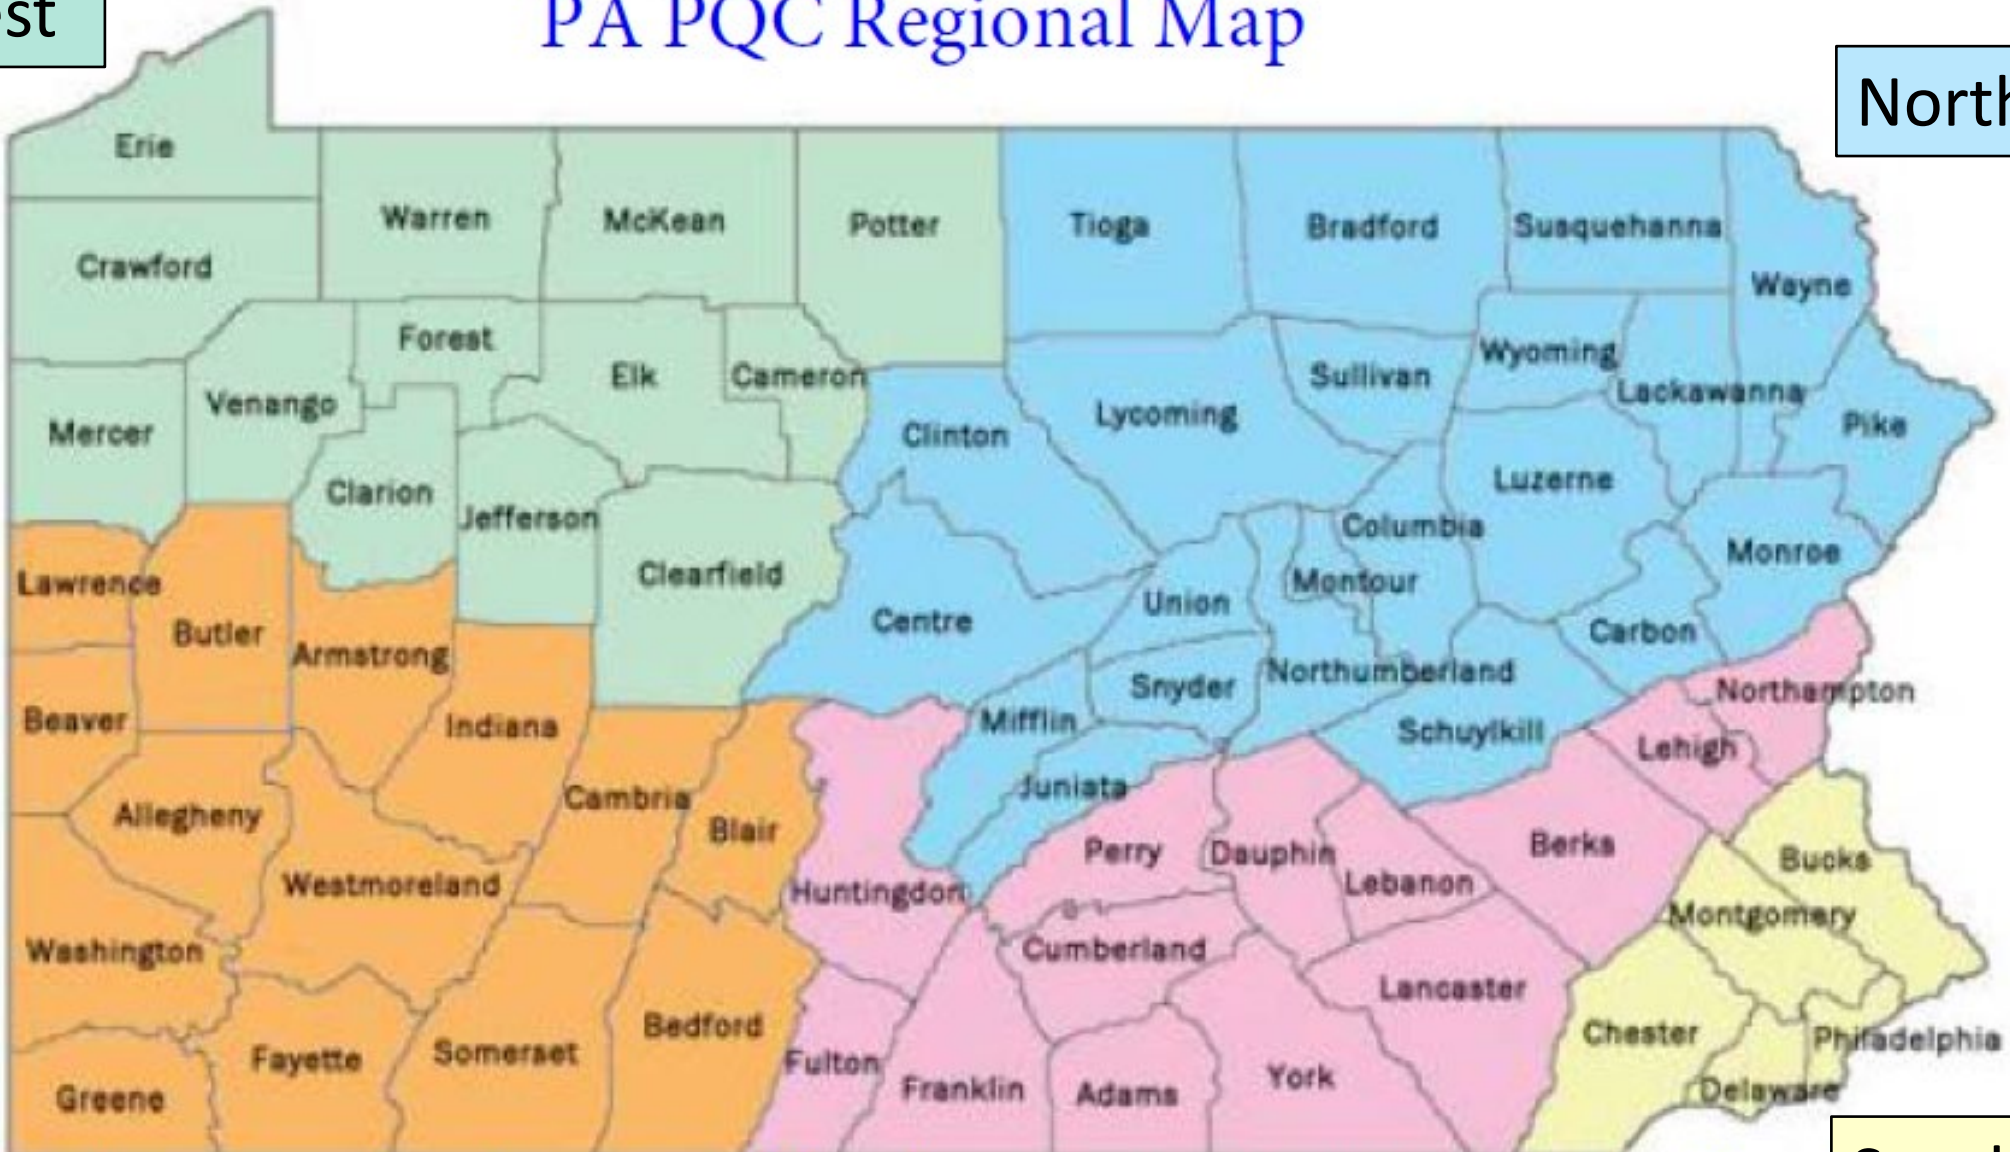 est
PA PQC Regional Map
North
Erie
Warren
McKean
Potter
Tioga
Bradford
Susquehanna
Crawford
Wayne
Forest
Elk
Cameron
Sullivan
Wyoming
Lackawanna
Venango
Mercer
Clinton
Lycoming
Pike
Clarion
Jefferson
Luzerne
Columbia
Monroe
Clearfield
Lawrence
Montour
Union
Centre
Butler
Carbon
Armstrong
Northumberland
Snyder
Northampton
Beaver
Indiana
Mifflin
Schuylkill
Lehigh
Juniata
Cambria
Allegheny
Blair
Perry
Dauphin
Berks
Bucks
Westmoreland
Huntingdon
Lebanon
Montgomery
Washington
Cumberland
Lancaster
Bedford
Chester
Philadelphia
Somerset
Fayette
Fulton
York
Franklin
Adams
Delaware
Greene